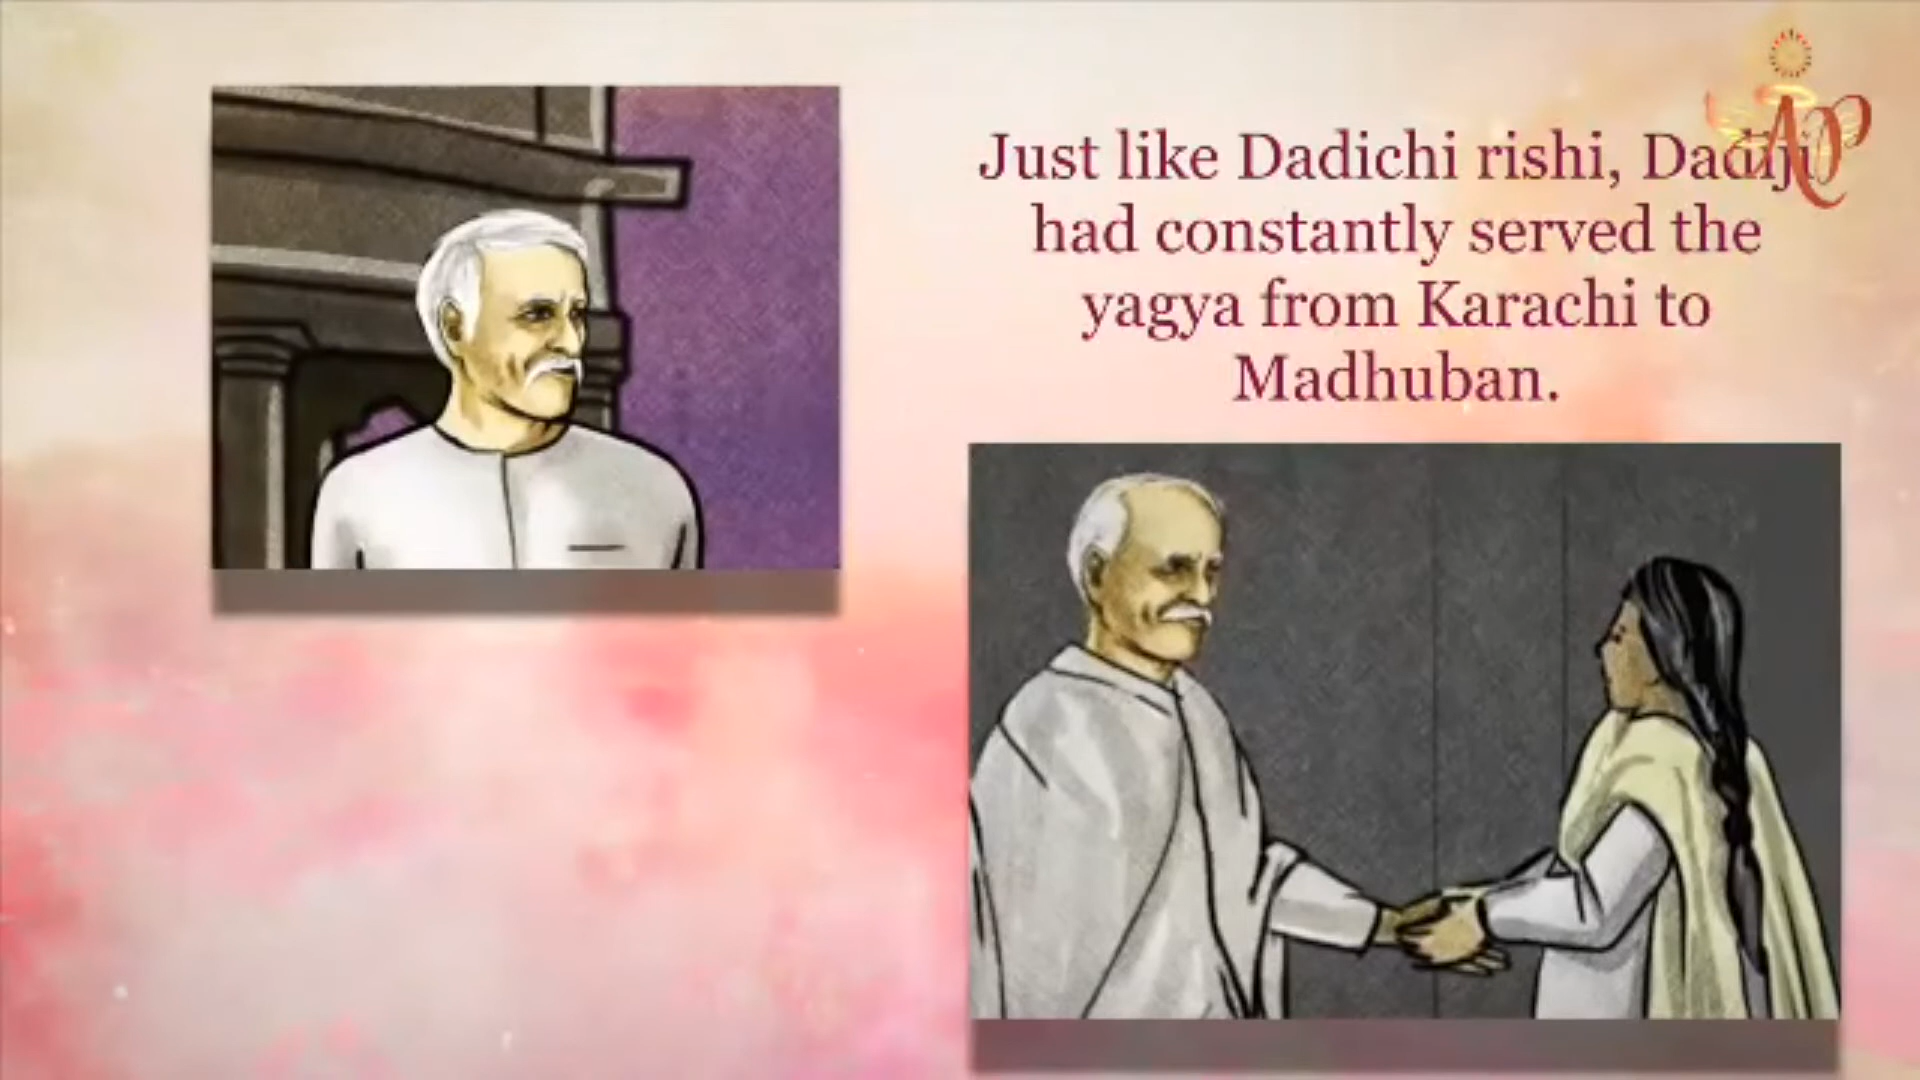 Just like Dadichi rishi, Dadiji
had constantly served the
yagya from Karachi to
Madhuban.